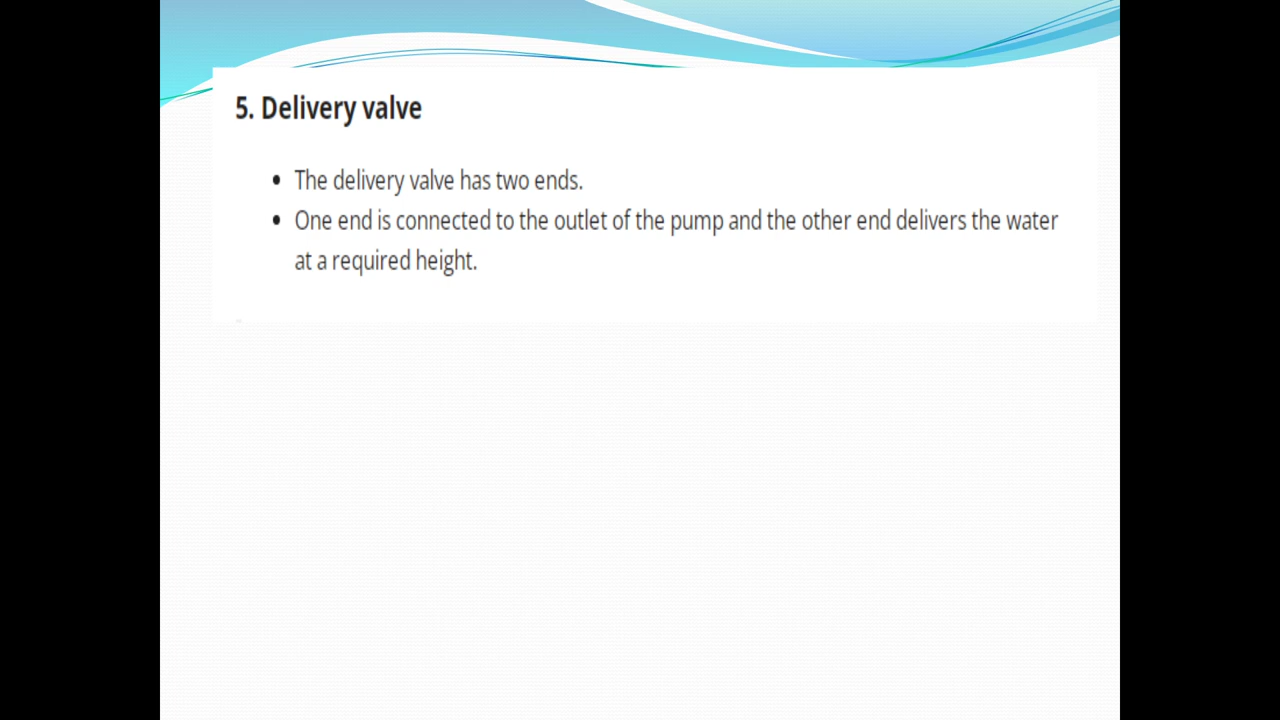 5. Delivery valve
• The delivery valve has two ends.
• One end is connected to the outlet of the pump and the other end delivers the water
at a required height.